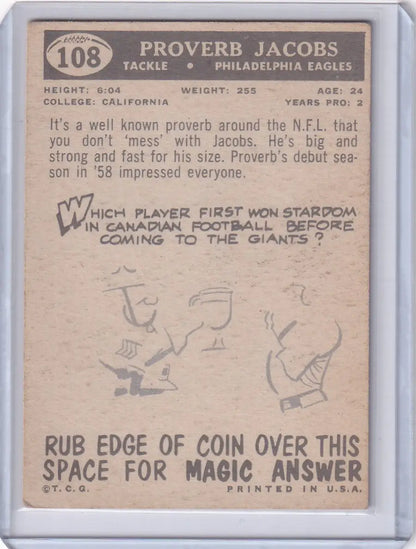 108
PROVERB JACOBS
TACKLE • PHILADELPHIA EAGLES
HEIGHT: 6:04 WEIGHT: 255 AGE: 24
COLLEGE: CALIFORNIA YEARS PRO: 2
It's a well known proverb around the N.F.L. that
you don't 'mess' with Jacobs. He's big and
strong and fast for his size. Proverb's debut sea-
son in '58 impressed everyone.
WHICH PLAYER FIRST WON STARDOM
IN CANADIAN FOOTBALL BEFORE
COMING TO THE GIANTS?
RUB EDGE OF COIN OVER THIS
SPACE FOR MAGIC ANSWER
©T.C.G. PRINTED IN U.S.A.